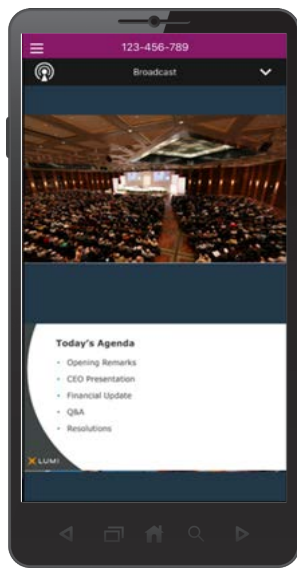 123-456-789
Broadcast
Today's Agenda
• Opening Remarks
• CEO Presentation
• Financial Update
• Q&A
• Resolutions
LUMI